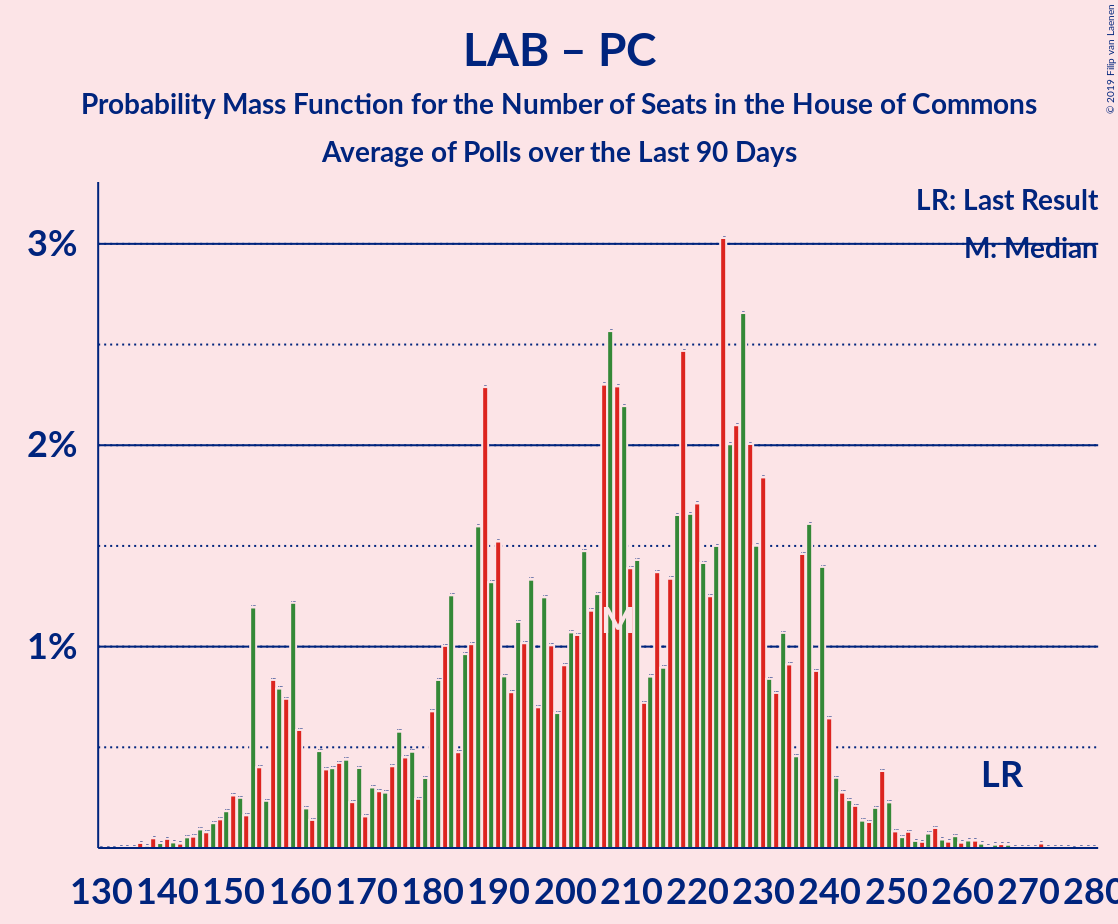 LAB – PC
Probability Mass Function for the Number of Seats in the House of Commons
Average of Polls over the Last 90 Days
© 2019 Filip van Laenen
LR: Last Result
M: Median
3%
2%
1%
M
LR
130 140 150 160 170 180 190 200 210 220 230 240 250 260 270 280